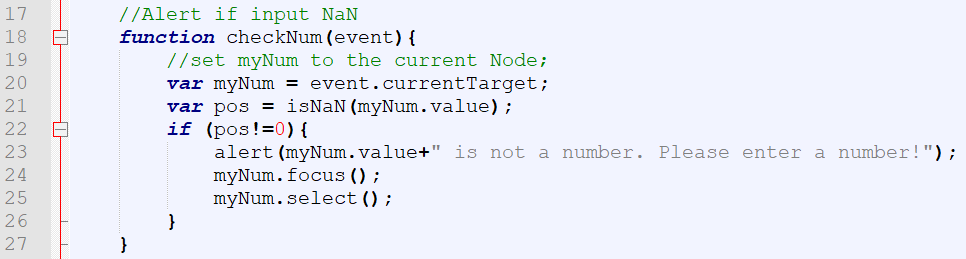 17 //Alert if input NaN
18 function checkNum(event){
19 //set myNum to the current Node;
20 var myNum = event.currentTarget;
21 var pos = isNaN(myNum.value);
22 if (pos!=0){
23 alert(myNum.value+" is not a number. Please enter a number!");
24 myNum.focus();
25 myNum.select();
26 }
27 }